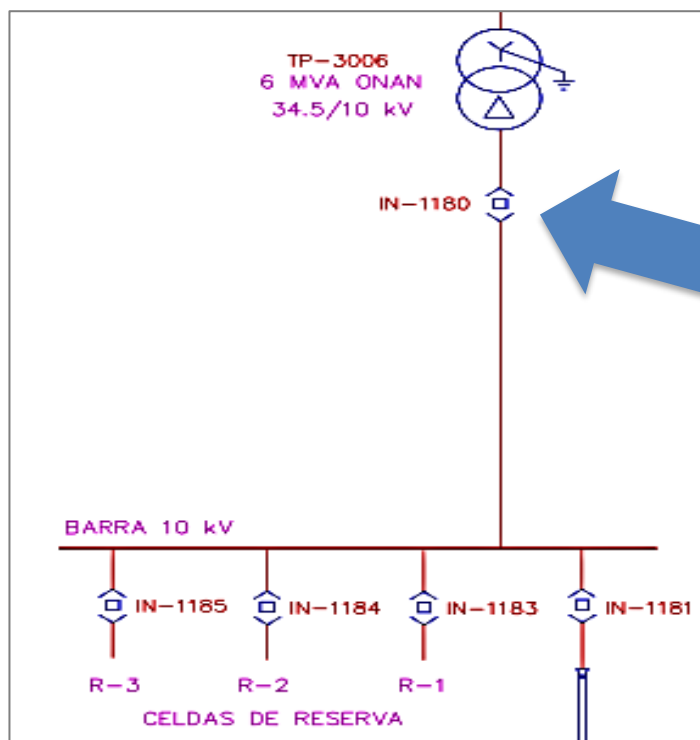 TP-3006
6 MVA ONAN
34.5/10 kV
IN-1180
BARRA 10 kV
IN-1185
IN-1184
IN-1183
IN-1181
R-3
R-2
R-1
CELDAS DE RESERVA